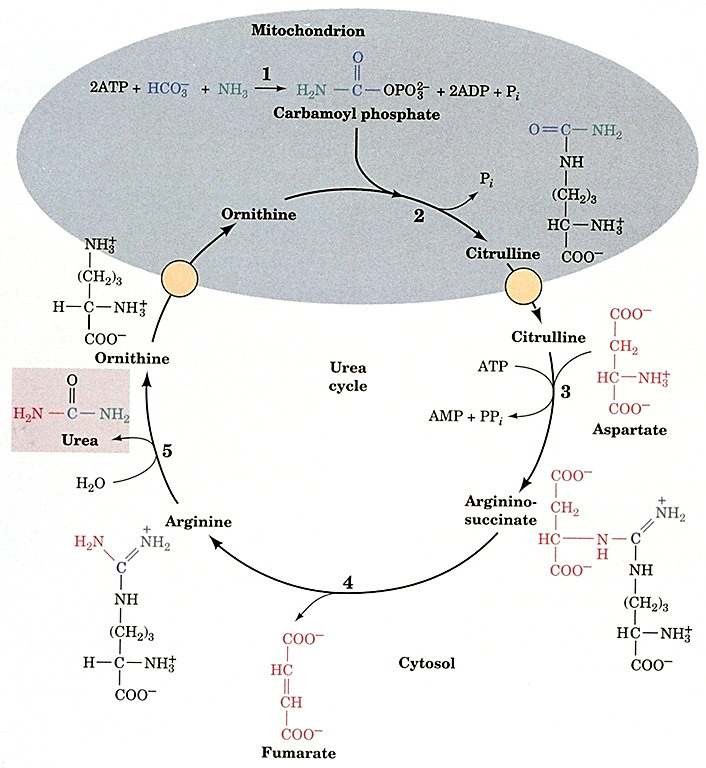 Mitochondrion
O
1
2ATP + HCO₃⁻ + NH₃ → H₂N — C — OPO₃²⁻ + 2ADP + Pᵢ
Carbamoyl phosphate
O=C—NH₂
NH
(CH₂)₃
HC—NH₃⁺
COO⁻
Pᵢ
Ornithine
2
Citrulline
NH₃⁺
(CH₂)₃
H—C—NH₃⁺
COO⁻
Ornithine
Citrulline
Urea
cycle
ATP
3
AMP + PPᵢ
COO⁻
CH₂
HC—NH₃⁺
COO⁻
Aspartate
O
H₂N—C—NH₂
Urea
5
H₂O
Arginine
Arginino-
succinate
COO⁻
CH₂
HC—N—C=NH₂⁺
H
COO⁻
NH
(CH₂)₃
HC—NH₃⁺
COO⁻
H₂N
NH₂⁺
C
NH
(CH₂)₃
H—C—NH₃⁺
COO⁻
4
COO⁻
HC
CH
COO⁻
Fumarate
Cytosol